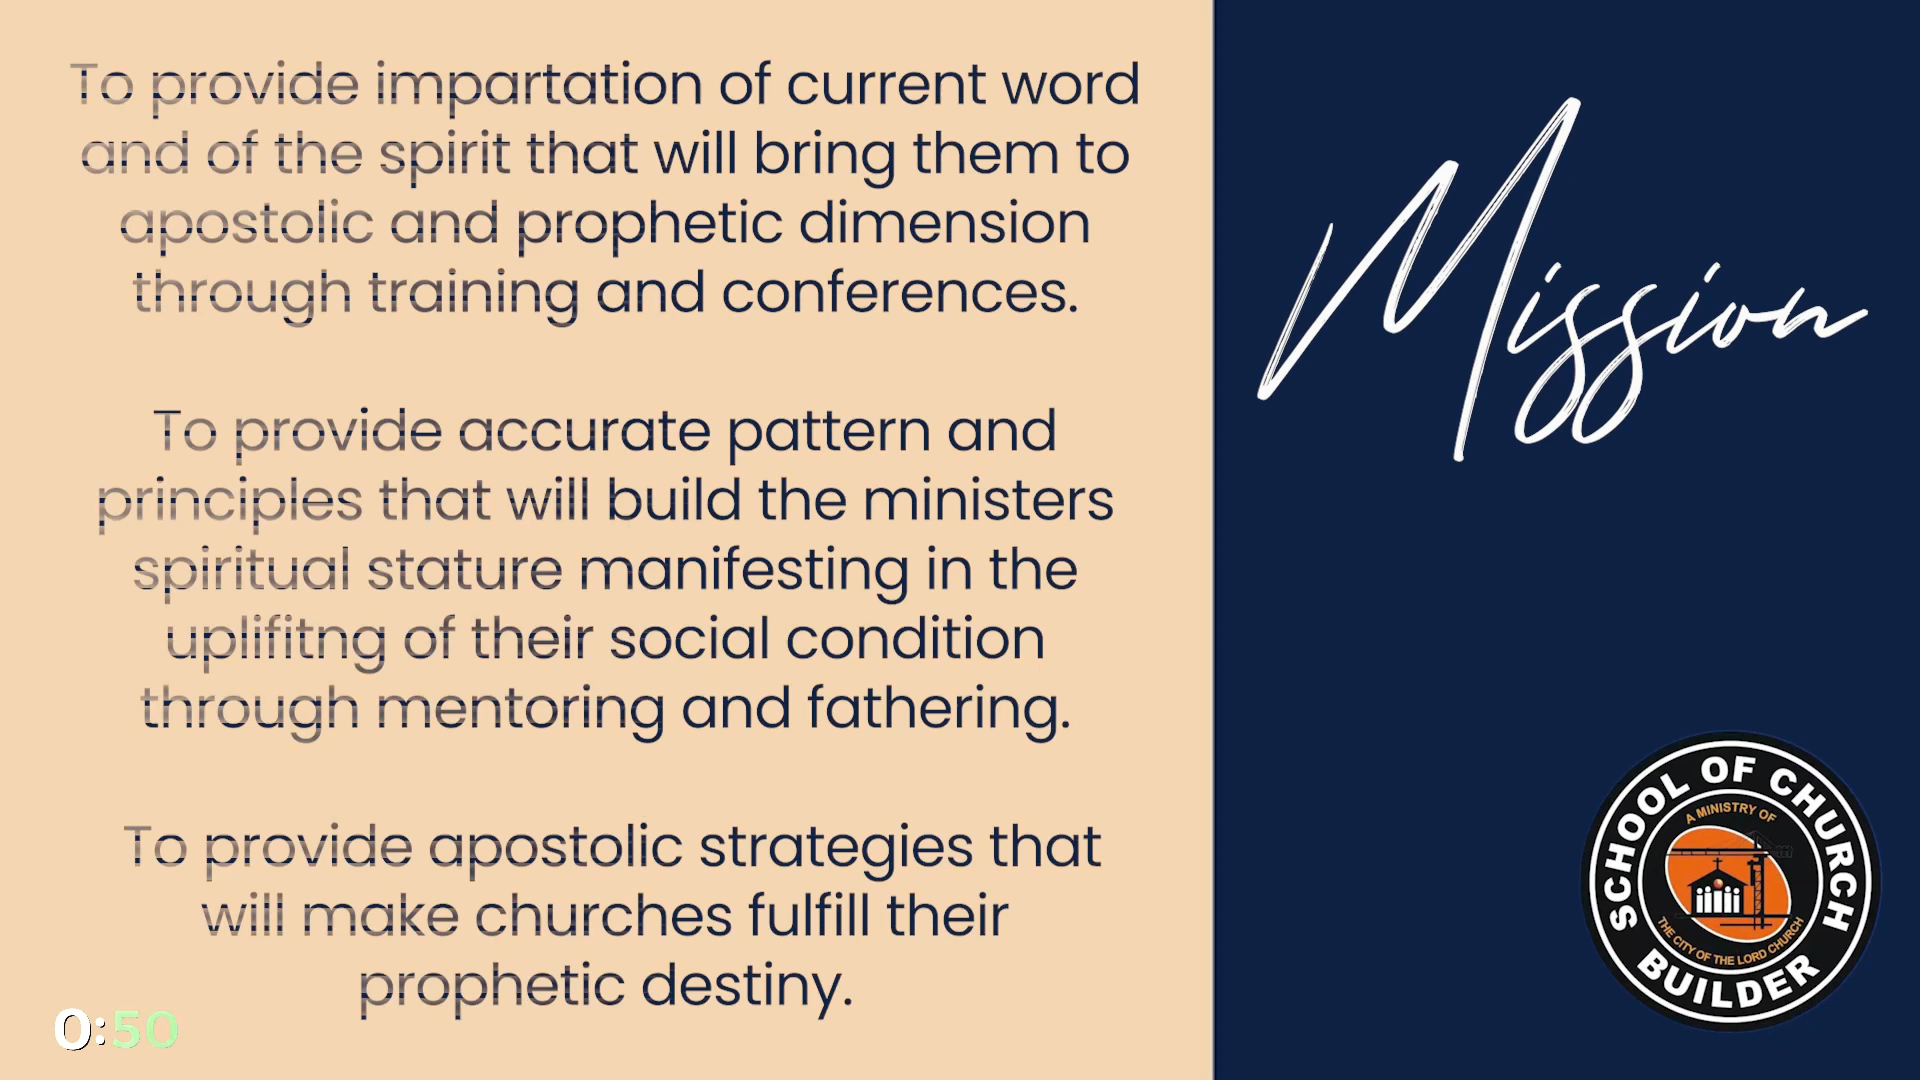 To provide impartation of current word
and of the spirit that will bring them to
apostolic and prophetic dimension
through training and conferences.
To provide accurate pattern and
principles that will build the ministers
spiritual stature manifesting in the
uplifitng of their social condition
through mentoring and fathering.
To provide apostolic strategies that
will make churches fulfill their
prophetic destiny.
0:50
Mission
SCHOOL OF CHURCH
A MINISTRY OF
THE CITY OF THE LORD CHURCH
BUILDER